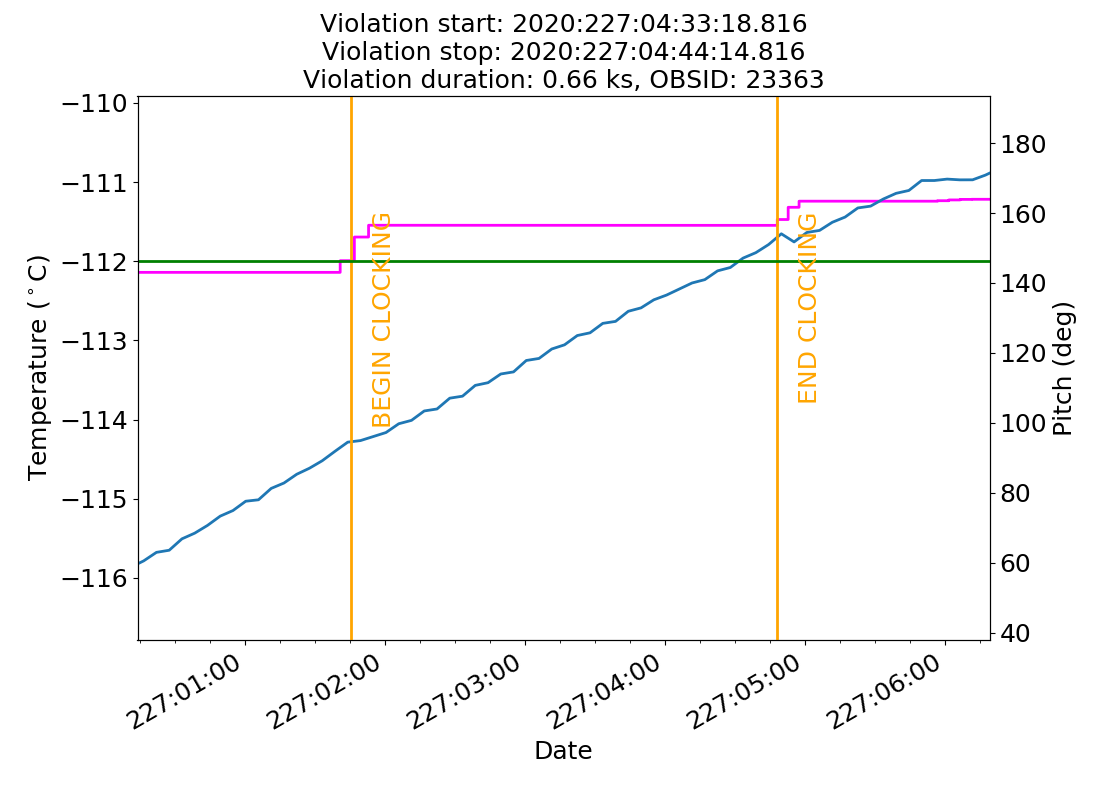 Violation start: 2020:227:04:33:18.816
Violation stop: 2020:227:04:44:14.816
Violation duration: 0.66 ks, OBSID: 23363
−110
−111
−112
−113
−114
−115
−116
Temperature (°C)
BEGIN CLOCKING
END CLOCKING
180
160
140
120
100
80
60
40
Pitch (deg)
227:01:00
227:02:00
227:03:00
227:04:00
227:05:00
227:06:00
Date